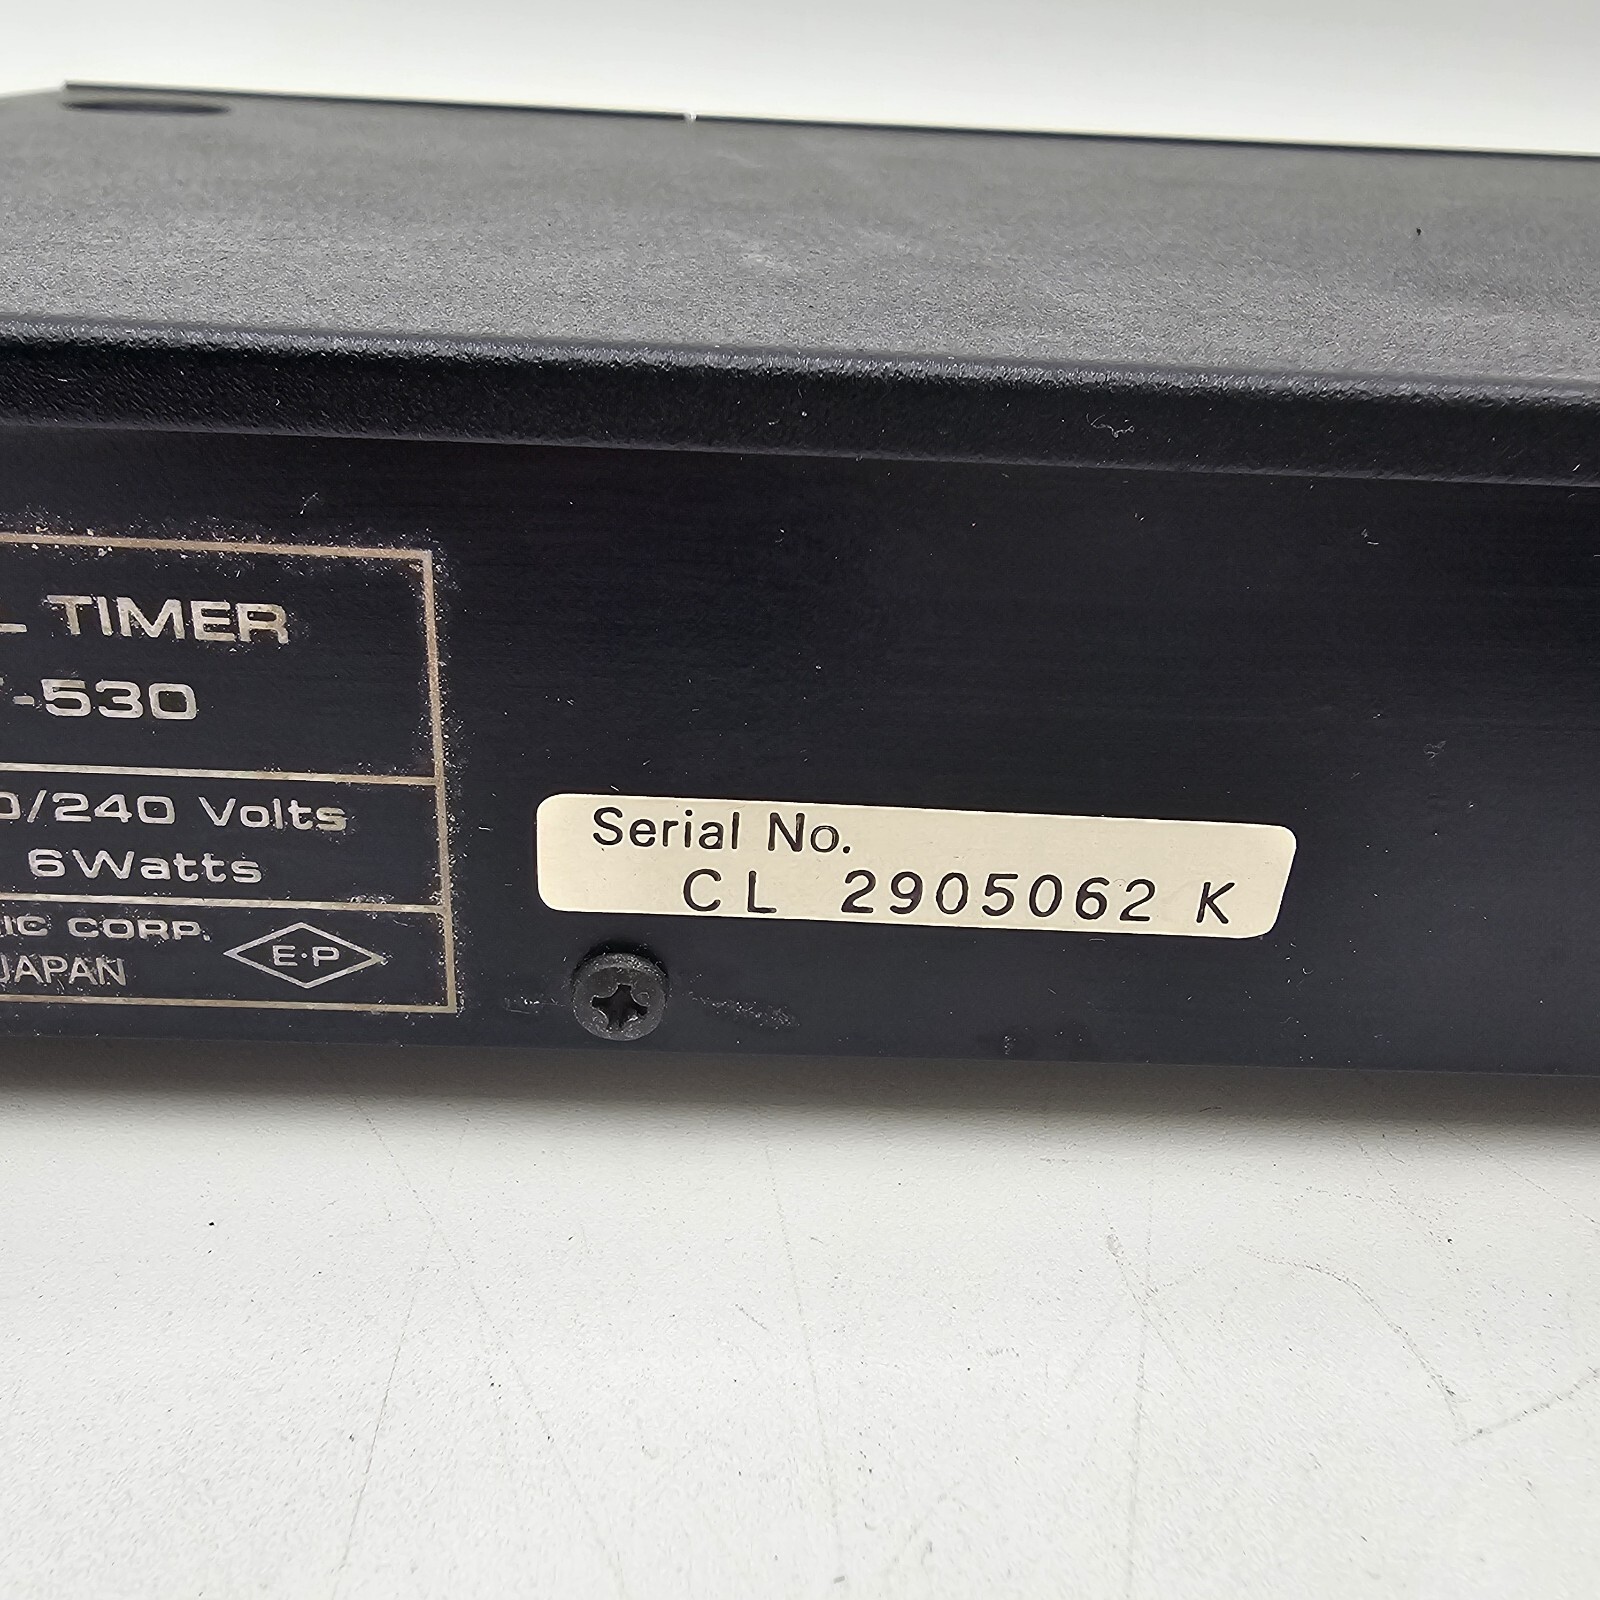 L TIMER
-530
0/240 Volts
6Watts
IC CORP.
JAPAN
E·P
Serial No.
CL 2905062 K